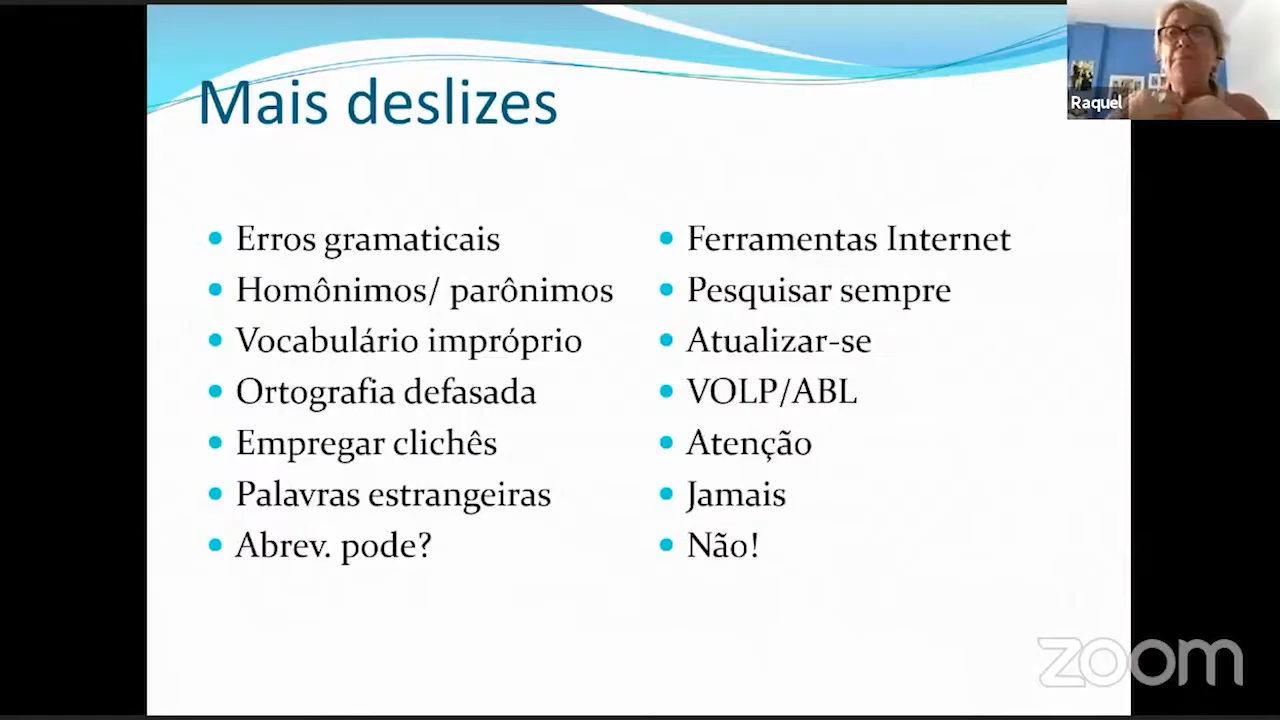 Mais deslizes
Raquel
Erros gramaticais
Homônimos/ parônimos
Vocabulário impróprio
Ortografia defasada
Empregar clichês
Palavras estrangeiras
Abrev. pode?
Ferramentas Internet
Pesquisar sempre
Atualizar-se
VOLP/ABL
Atenção
Jamais
Não!
zoom